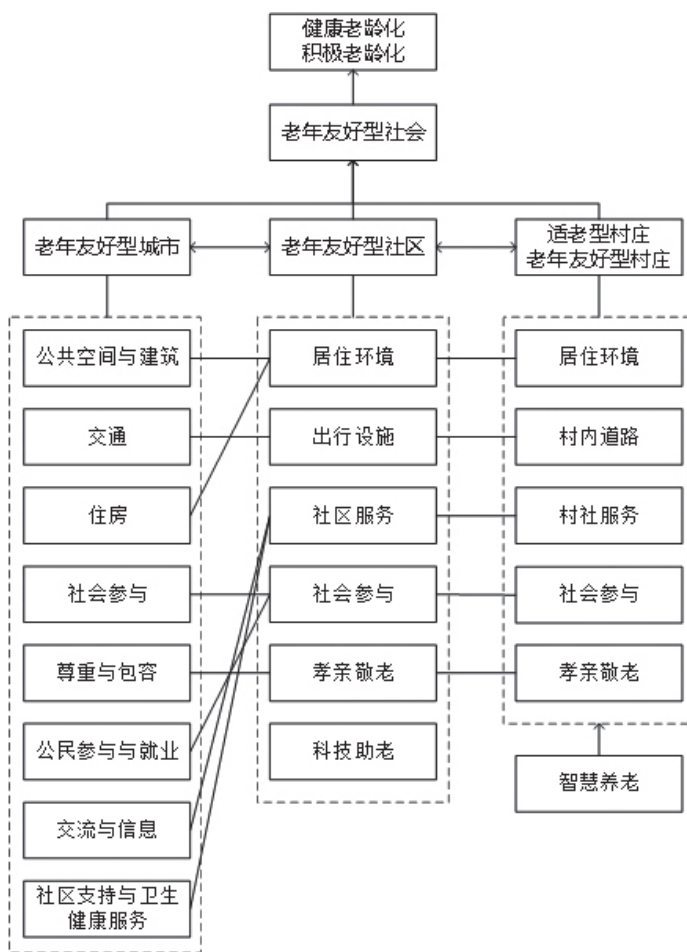 健康老龄化
积极老龄化
老年友好型社会
老年友好型城市
老年友好型社区
适老型村庄
老年友好型村庄
公共空间与建筑
居住环境
居住环境
交通
出行设施
村内道路
住房
社区服务
村社服务
社会参与
社会参与
社会参与
尊重与包容
孝亲敬老
孝亲敬老
公民参与与就业
科技助老
智慧养老
交流与信息
社区支持与卫生
健康服务